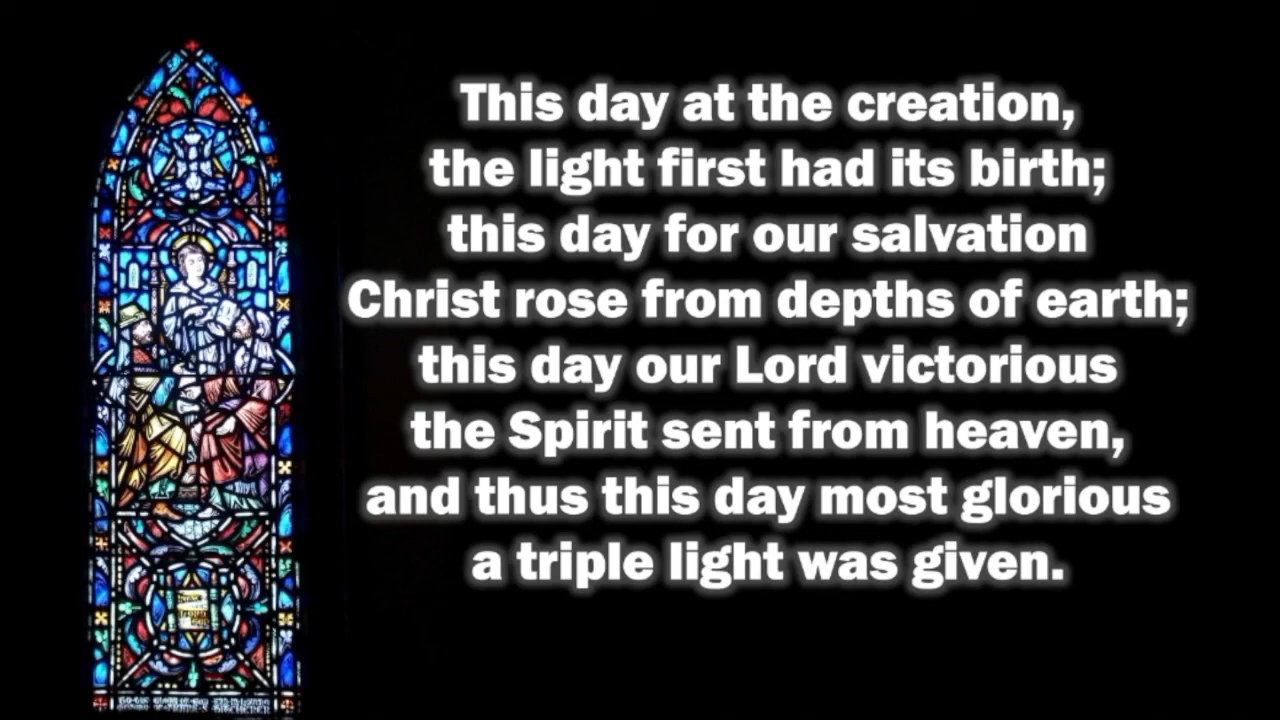 This day at the creation,
the light first had its birth;
this day for our salvation
Christ rose from depths of earth;
this day our Lord victorious
the Spirit sent from heaven,
and thus this day most glorious
a triple light was given.